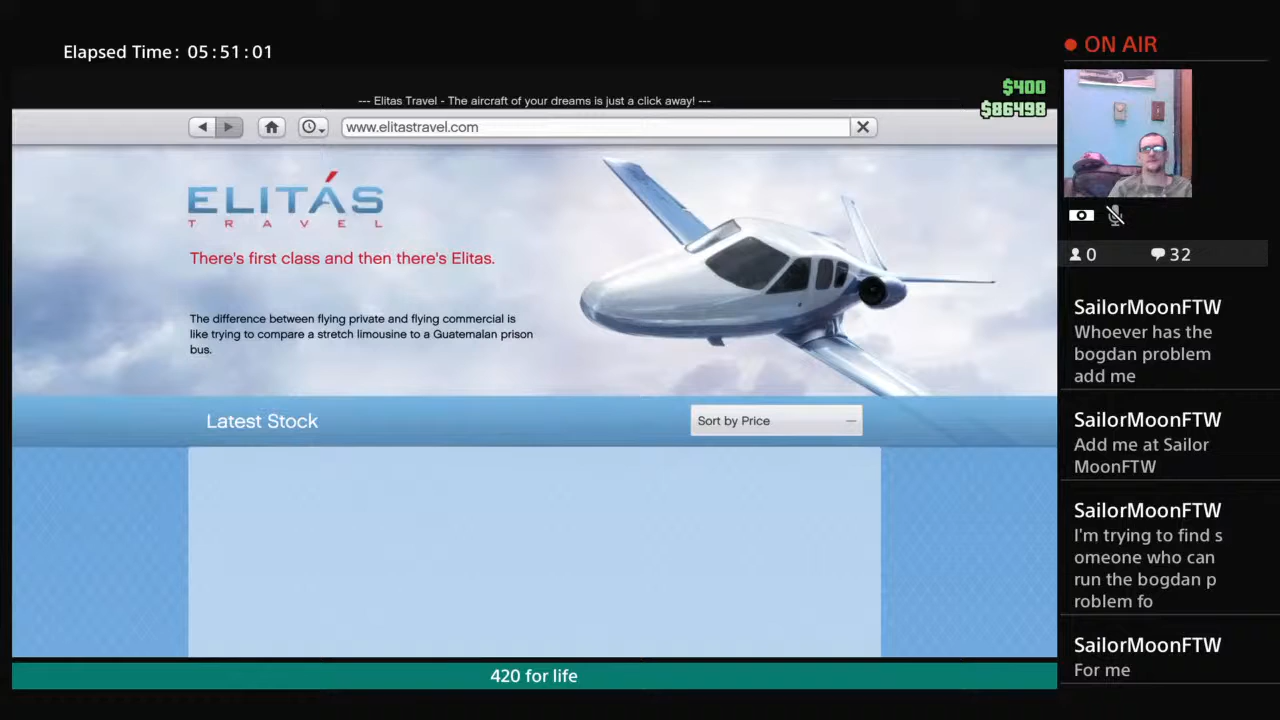 Elapsed Time: 05:51:01
ON AIR
$400
$86498
--- Elitas Travel - The aircraft of your dreams is just a click away! ---
www.elitastravel.com
ELITÁS
TRAVEL
There's first class and then there's Elitas.
The difference between flying private and flying commercial is
like trying to compare a stretch limousine to a Guatemalan prison
bus.
Latest Stock
Sort by Price
0
32
SailorMoonFTW
Whoever has the
bogdan problem
add me
SailorMoonFTW
Add me at Sailor
MoonFTW
SailorMoonFTW
I'm trying to find s
omeone who can
run the bogdan p
roblem fo
SailorMoonFTW
For me
420 for life